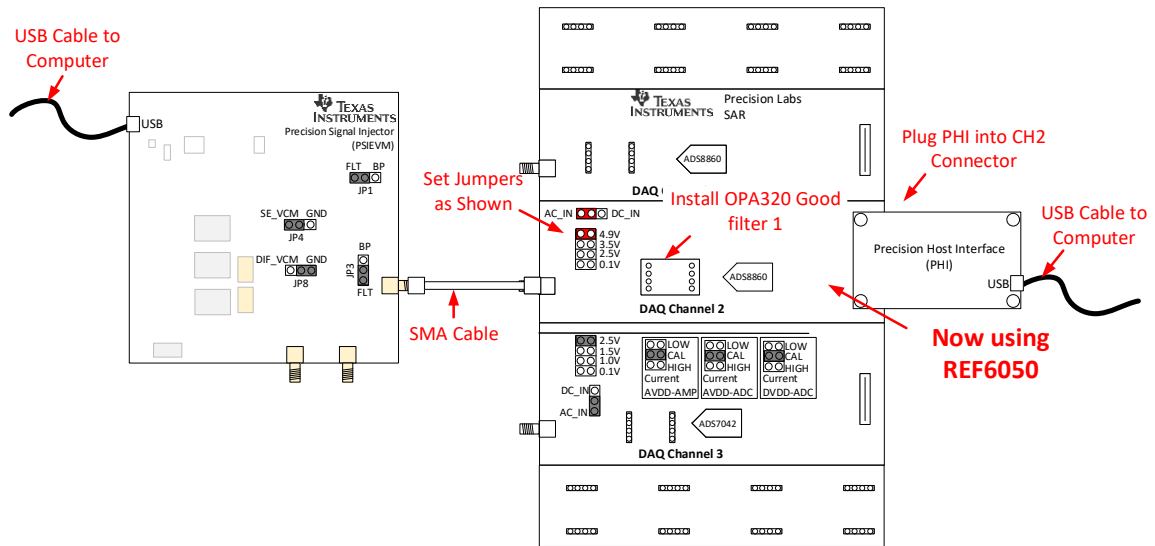 USB Cable to
Computer
USB
TEXAS
INSTRUMENTS
Precision Signal Injector
(PSIEVM)
FLT BP
JP1
SE_VCM GND
JP4
DIF_VCM GND
JP8
BP
JP3
FLT
SMA Cable
Set Jumpers
as Shown
TEXAS
INSTRUMENTS
Precision Labs
SAR
ADS8860
DAQ
AC_IN
DC_IN
4.9V
3.5V
2.5V
0.1V
Install OPA320 Good
filter 1
ADS8860
DAQ Channel 2
Plug PHI into CH2
Connector
Precision Host Interface
(PHI)
USB
USB Cable to
Computer
Now using
REF6050
2.5V
1.5V
1.0V
0.1V
DC_IN
AC_IN
LOW
CAL
HIGH
Current
AVDD-AMP
LOW
CAL
HIGH
Current
AVDD-ADC
LOW
CAL
HIGH
Current
DVDD-ADC
ADS7042
DAQ Channel 3